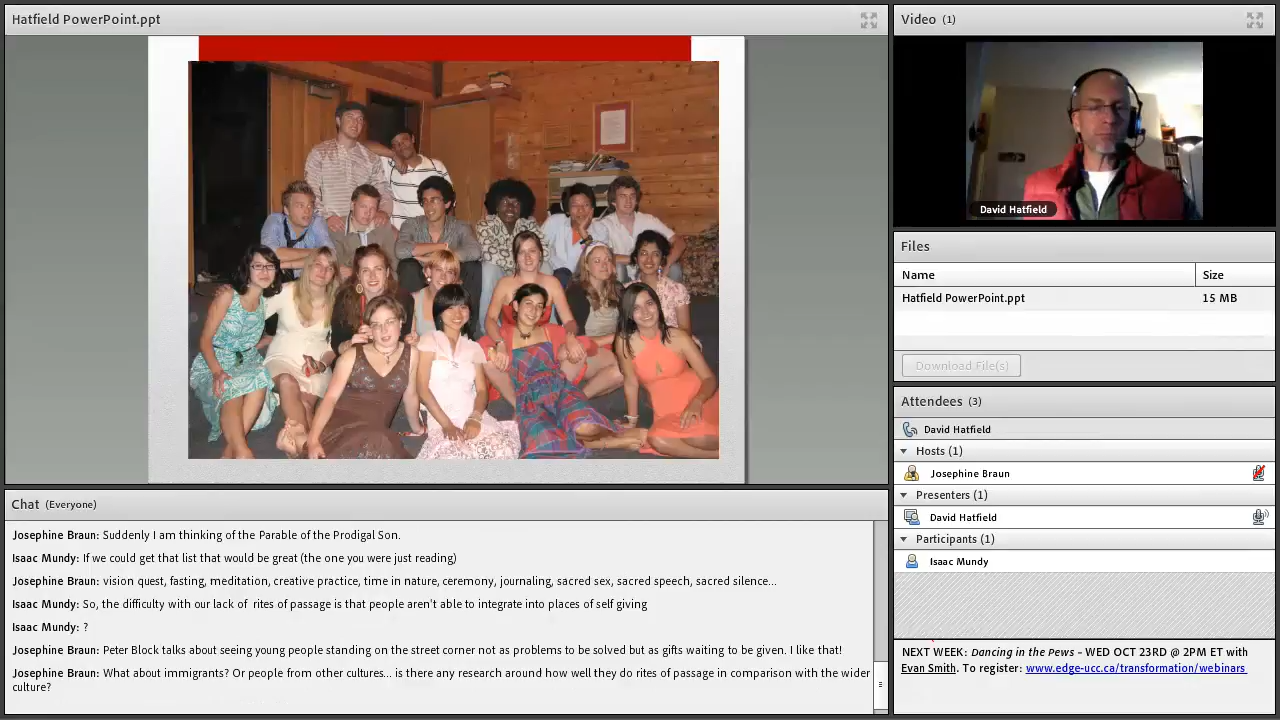 Hatfield PowerPoint.ppt
Video (1)
David Hatfield
Files
Name Size
Hatfield PowerPoint.ppt 15 MB
Download File(s)
Attendees (3)
David Hatfield
Hosts (1)
Josephine Braun
Presenters (1)
David Hatfield
Participants (1)
Isaac Mundy
NEXT WEEK: Dancing in the Pews - WED OCT 23RD @ 2PM ET with
Evan Smith. To register: www.edge-ucc.ca/transformation/webinars
Chat (Everyone)
Josephine Braun: Suddenly I am thinking of the Parable of the Prodigal Son.
Isaac Mundy: If we could get that list that would be great (the one you were just reading)
Josephine Braun: vision quest, fasting, meditation, creative practice, time in nature, ceremony, journaling, sacred sex, sacred speech, sacred silence...
Isaac Mundy: So, the difficulty with our lack of rites of passage is that people aren't able to integrate into places of self giving
Isaac Mundy: ?
Josephine Braun: Peter Block talks about seeing young people standing on the street corner not as problems to be solved but as gifts waiting to be given. I like that!
Josephine Braun: What about immigrants? Or people from other cultures... is there any research around how well they do rites of passage in comparison with the wider
culture?